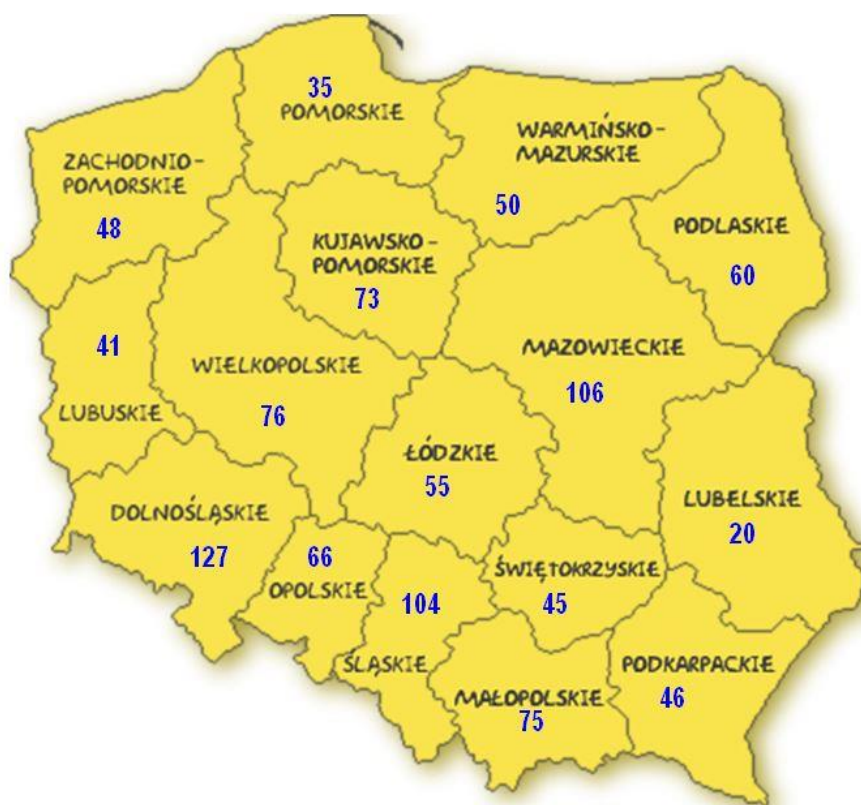 35
POMORSKIE
WARMIŃSKO-
MAZURSKIE
50
ZACHODNIO-
POMORSKIE
48
PODLASKIE
60
KUJAWSKO-
POMORSKIE
73
41
LUBUSKIE
WIELKOPOLSKIE
76
MAZOWIECKIE
106
ŁÓDZKIE
55
LUBELSKIE
20
DOLNOŚLĄSKIE
127
66
OPOLSKIE
104
ŚLĄSKIE
ŚWIĘTOKRZYSKIE
45
MAŁOPOLSKIE
75
PODKARPACKIE
46